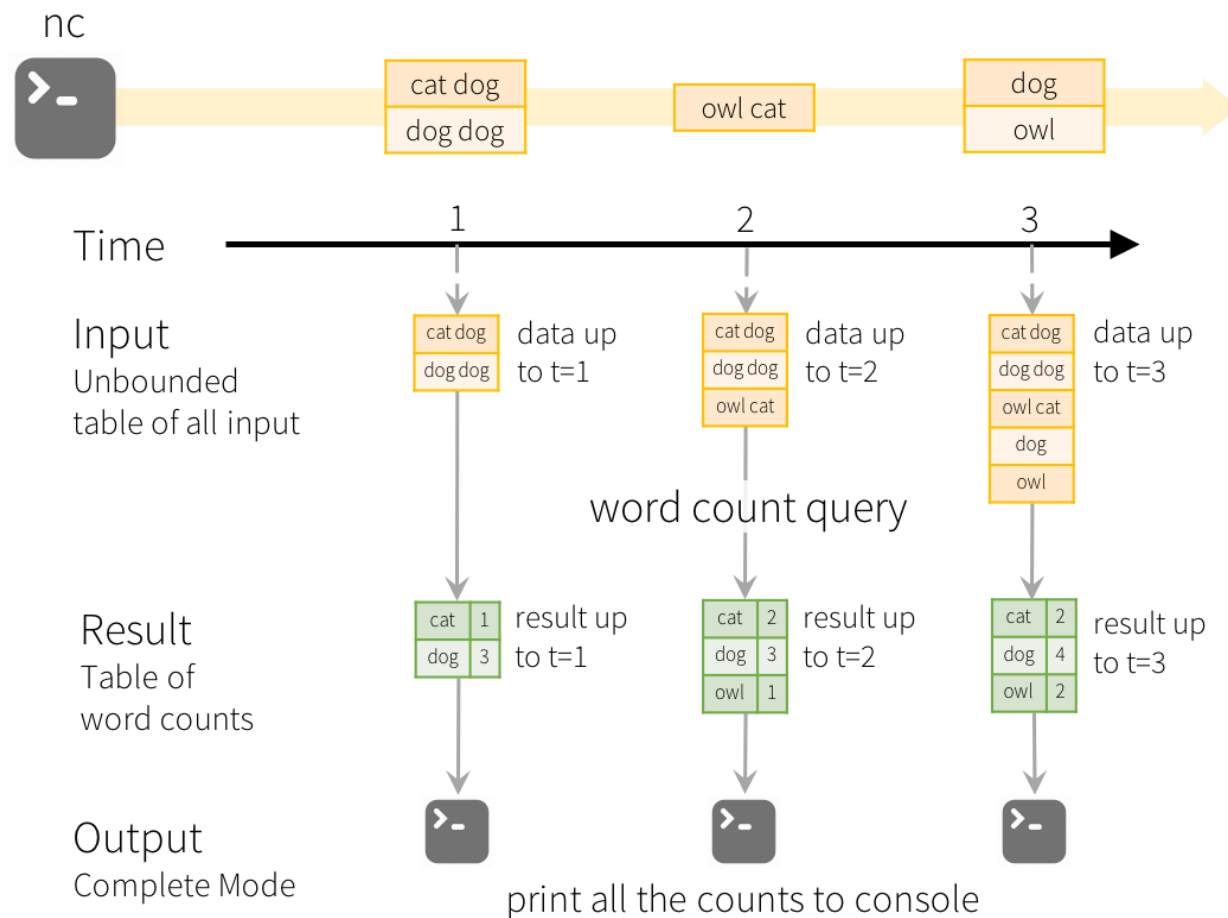 nc
cat dog
dog dog
owl cat
dog
owl
Time
1
2
3
Input
Unbounded
table of all input
cat dog
dog dog
data up
to t=1
cat dog
dog dog
owl cat
data up
to t=2
cat dog
dog dog
owl cat
dog
owl
data up
to t=3
word count query
Result
Table of
word counts
cat 1
dog 3
result up
to t=1
cat 2
dog 3
owl 1
result up
to t=2
cat 2
dog 4
owl 2
result up
to t=3
Output
Complete Mode
print all the counts to console